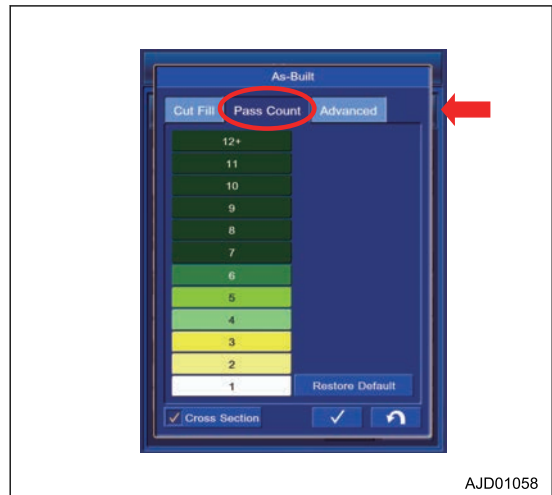 As-Built
Cut Fill Pass Count Advanced
12+
11
10
9
8
7
6
5
4
3
2
1 Restore Default
Cross Section
AJD01058